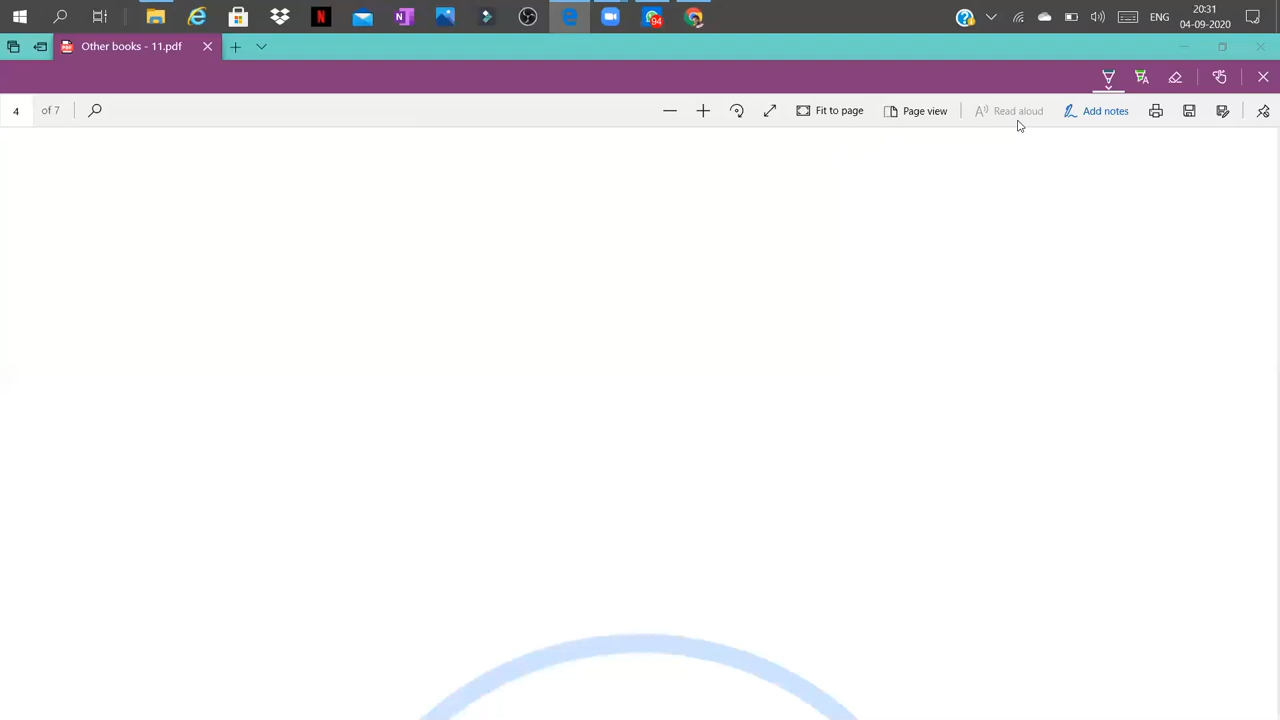 94
ENG
20:31
04-09-2020
Other books - 11.pdf
4 of 7
Fit to page
Page view
Read aloud
Add notes